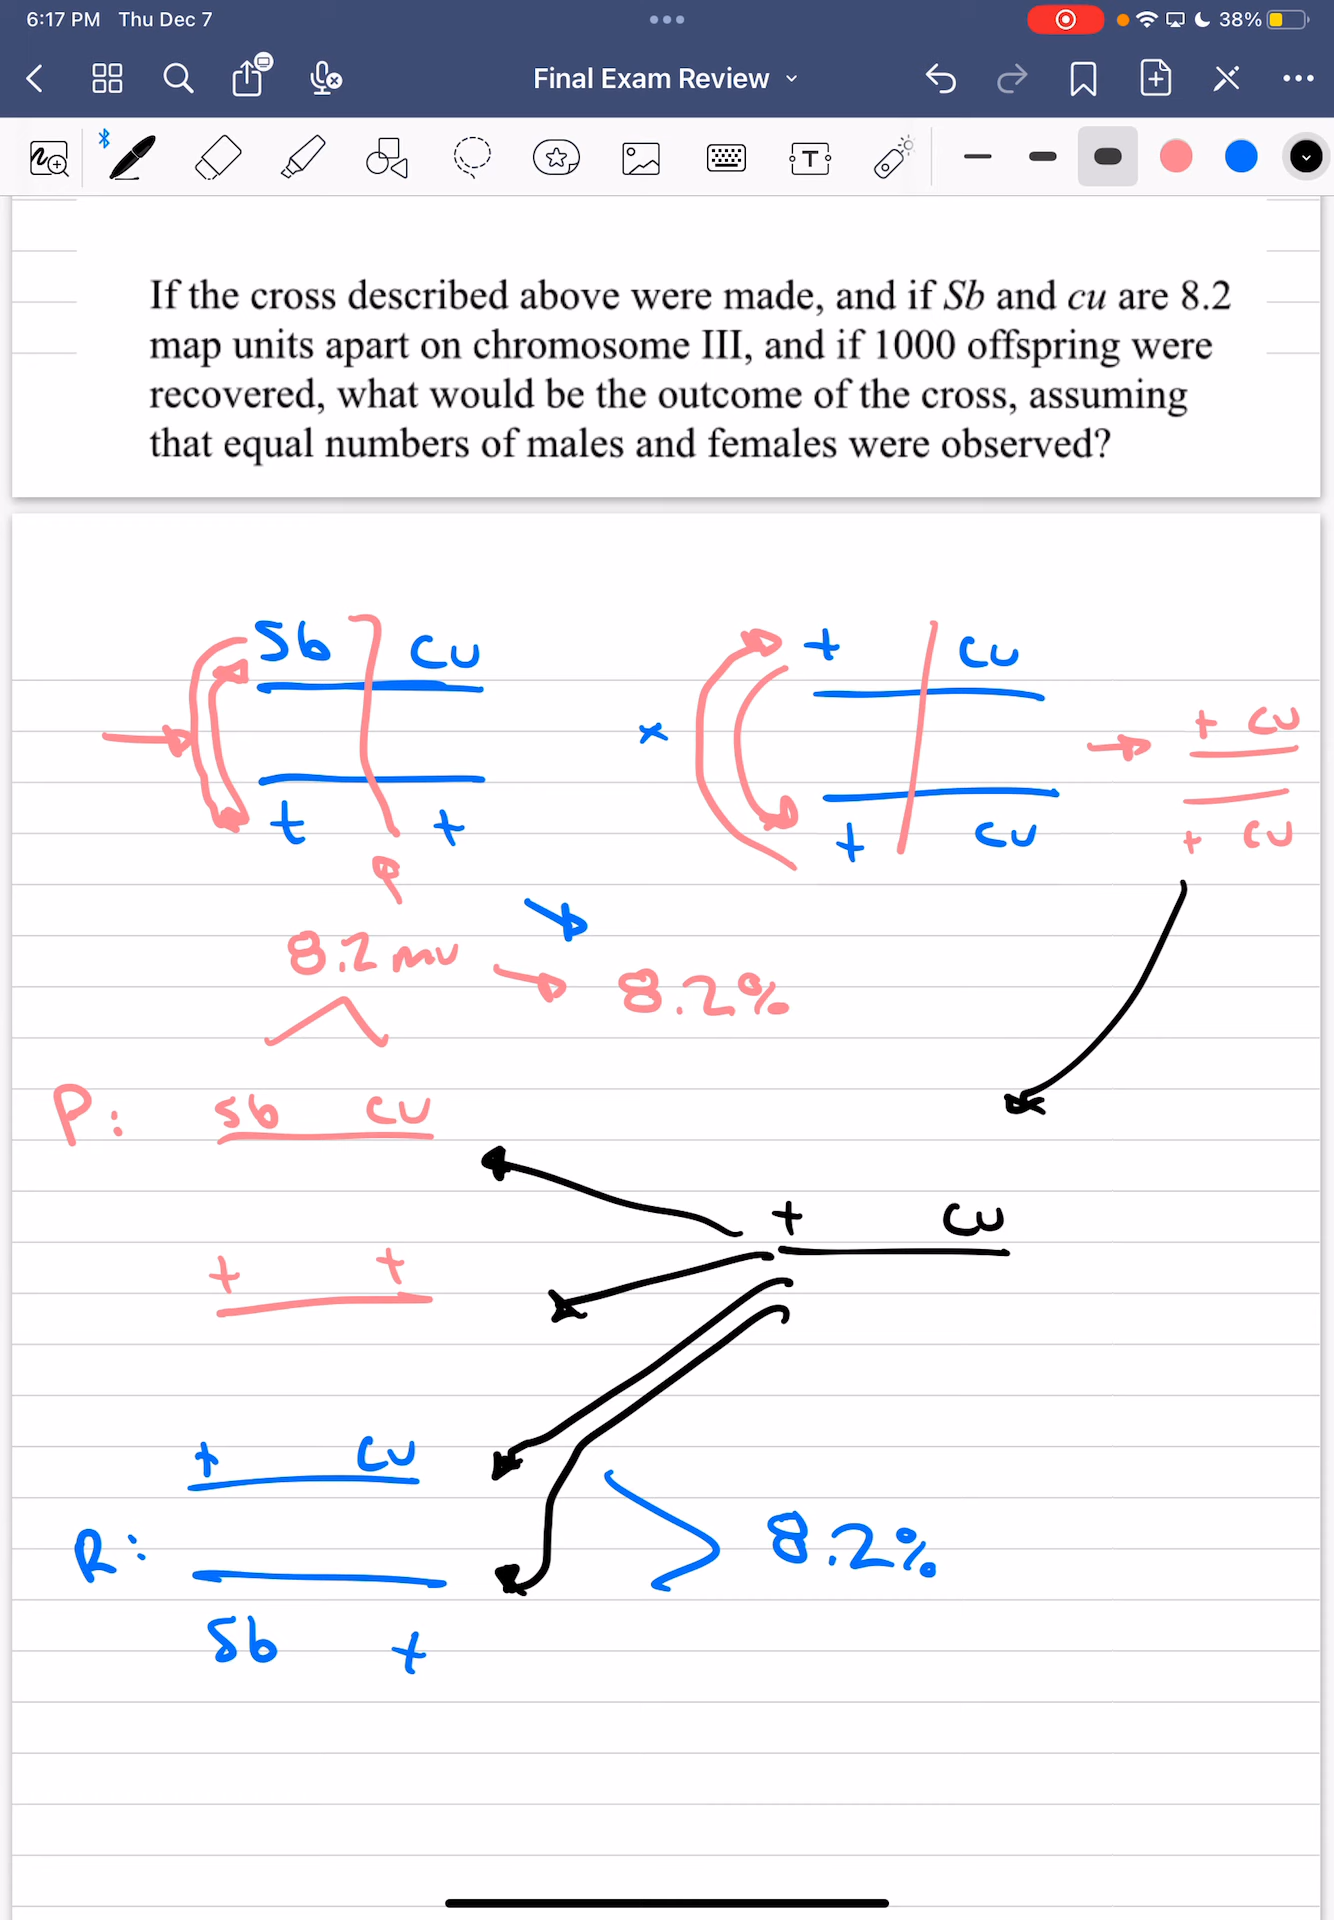 6:17 PM Thu Dec 7
38%
Final Exam Review
T
If the cross described above were made, and if Sb and cu are 8.2
map units apart on chromosome III, and if 1000 offspring were
recovered, what would be the outcome of the cross, assuming
that equal numbers of males and females were observed?
Sb cu
+ +
x
+ cu
+ cu
+ cu
+ cu
8.2 mu
8.2%
P: Sb cu
+ cu
+ +
+ cu
R:
8.2%
Sb +